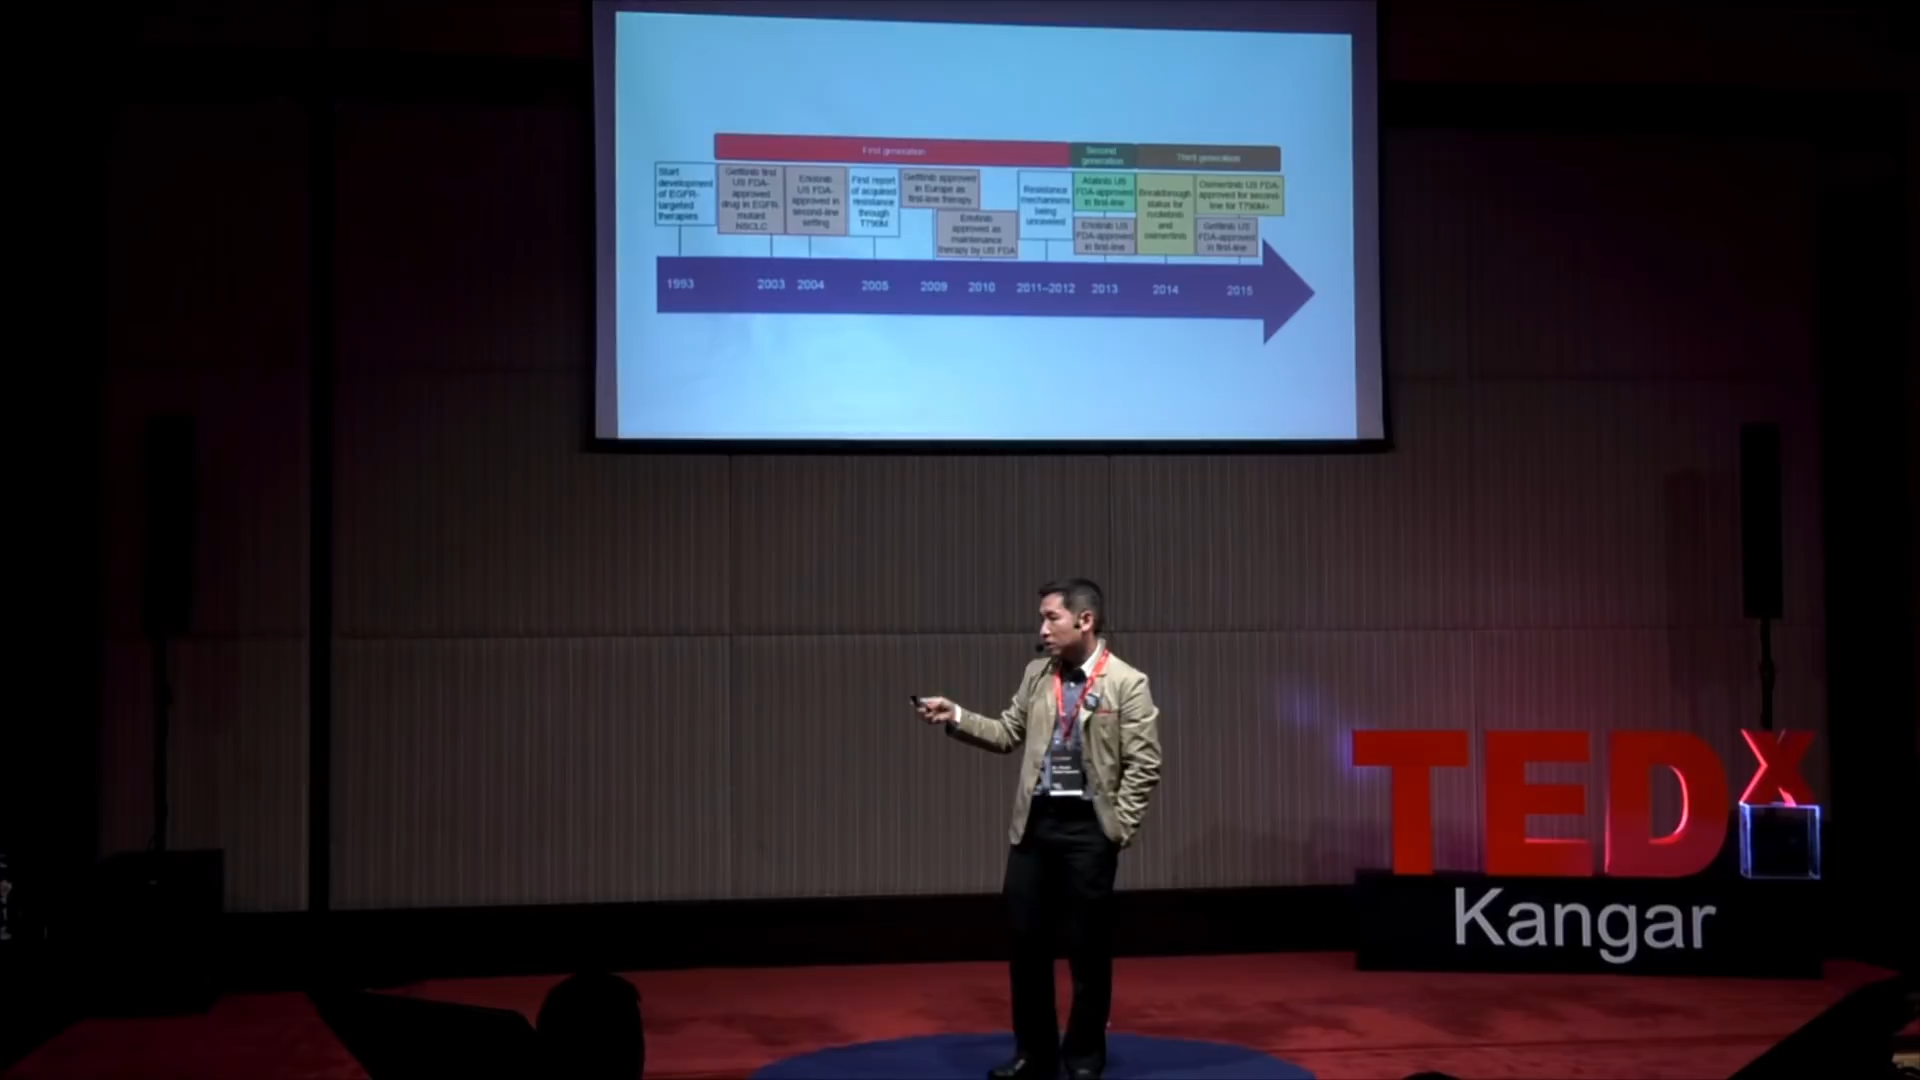 First generation
Second
generation
Third generation
Start
development
of EGFR-
targeted
therapies
Gefitinib first
US FDA-
approved
drug in EGFR-
mutant
NSCLC
Erlotinib
US FDA-
approved in
second-line
setting
First report
of acquired
resistance
through
T790M
Gefitinib approved
in Europe as
first-line therapy
Erlotinib
approved as
maintenance
therapy by US FDA
Resistance
mechanisms
being
unraveled
Afatinib US
FDA-approved
in first-line
Erlotinib US
FDA-approved
in first-line
Breakthrough
status for
rociletinib
and
osimertinib
Osimertinib US FDA-
approved for second-
line for T790M+
Gefitinib US
FDA-approved
in first-line
1993
2003
2004
2005
2009
2010
2011–2012
2013
2014
2015
TEDx
Kangar